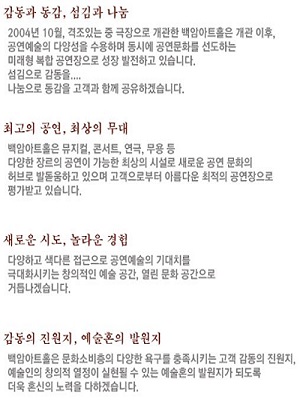 감동과 동감, 섬김과 나눔
2004년 10월, 격조있는 중 극장으로 개관한 백암아트홀은 개관 이후,
공연예술의 다양성을 수용하며 동시에 공연문화를 선도하는
미래형 복합 공연장으로 성장 발전하고 있습니다.
섬김으로 감동을....
나눔으로 동감을 고객과 함께 공유하겠습니다.
최고의 공연, 최상의 무대
백암아트홀은 뮤지컬, 콘서트, 연극, 무용 등
다양한 장르의 공연이 가능한 최상의 시설로 새로운 공연 문화의
허브로 발돋움하고 있으며 고객으로부터 아름다운 최적의 공연장으로
평가받고 있습니다.
새로운 시도, 놀라운 경험
다양하고 색다른 접근으로 공연예술의 기대치를
극대화시키는 창의적인 예술 공간, 열린 문화 공간으로
거듭나겠습니다.
감동의 진원지, 예술혼의 발원지
백암아트홀은 문화소비층의 다양한 욕구를 충족시키는 고객 감동의 진원지,
예술인의 창의적 열정이 실현될 수 있는 예술혼의 발원지가 되도록
더욱 혼신의 노력을 다하겠습니다.